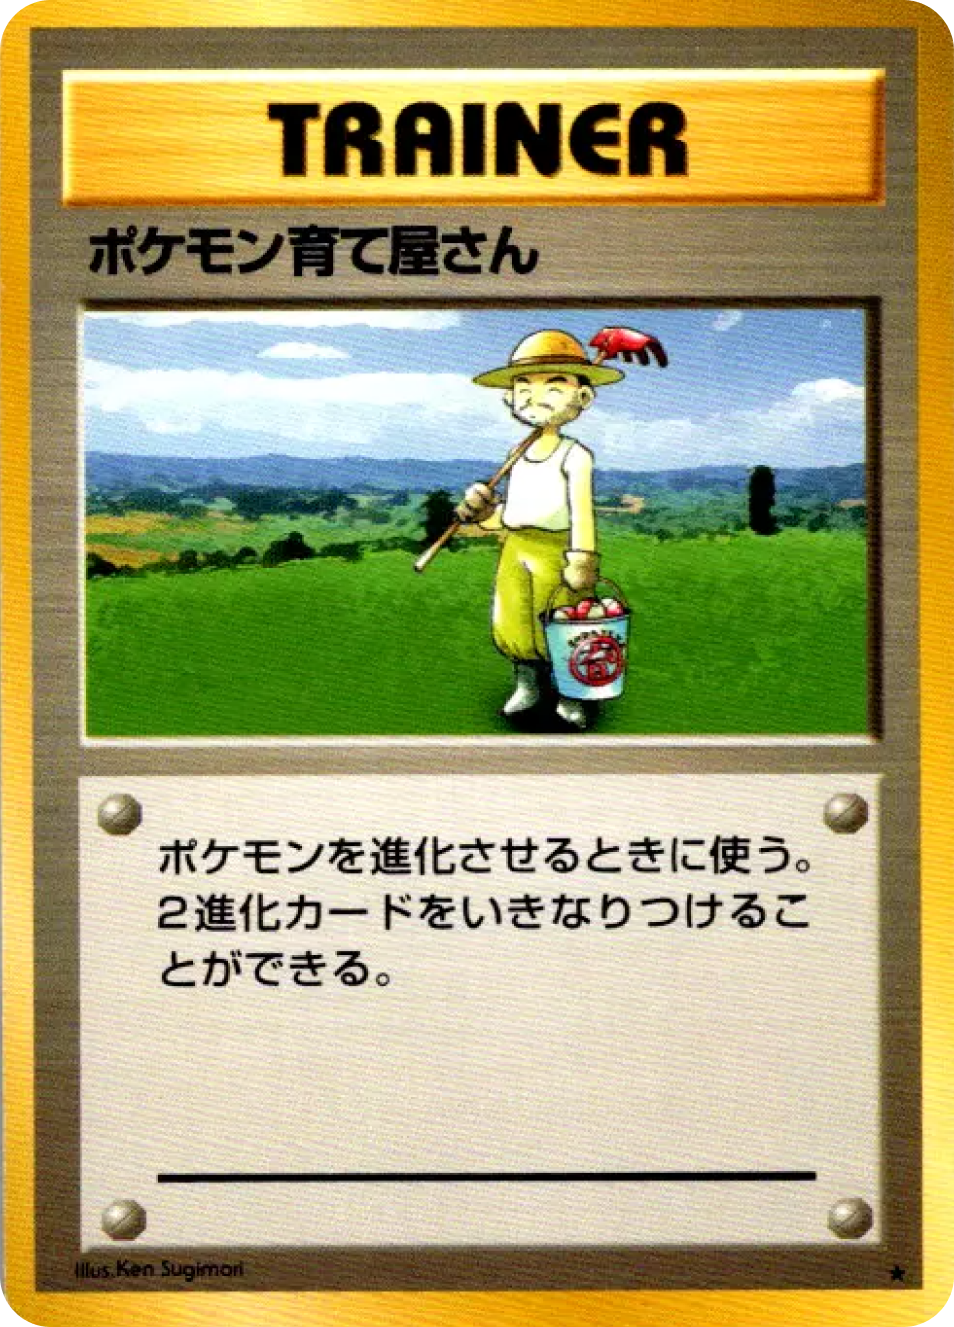 TRAINER
ポケモン育て屋さん
ポケモンを進化させるときに使う。
2進化カードをいきなりつけるこ
とができる。
Illus.Ken Sugimori
★